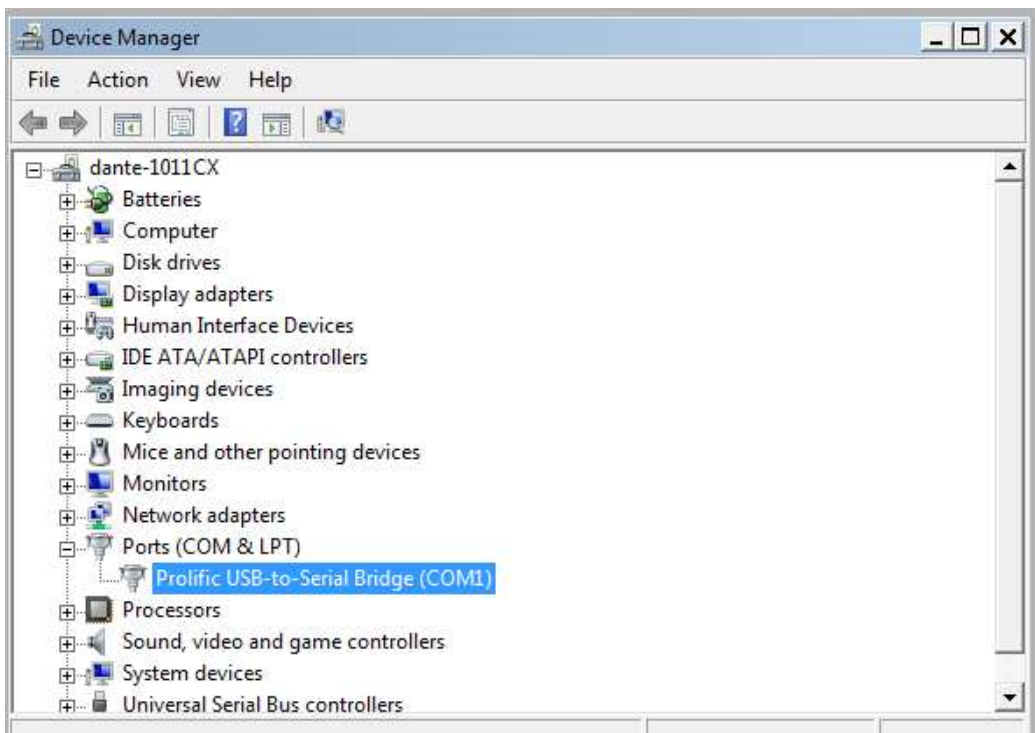 Device Manager
File Action View Help
dante-1011CX
Batteries
Computer
Disk drives
Display adapters
Human Interface Devices
IDE ATA/ATAPI controllers
Imaging devices
Keyboards
Mice and other pointing devices
Monitors
Network adapters
Ports (COM & LPT)
Prolific USB-to-Serial Bridge (COM1)
Processors
Sound, video and game controllers
System devices
Universal Serial Bus controllers